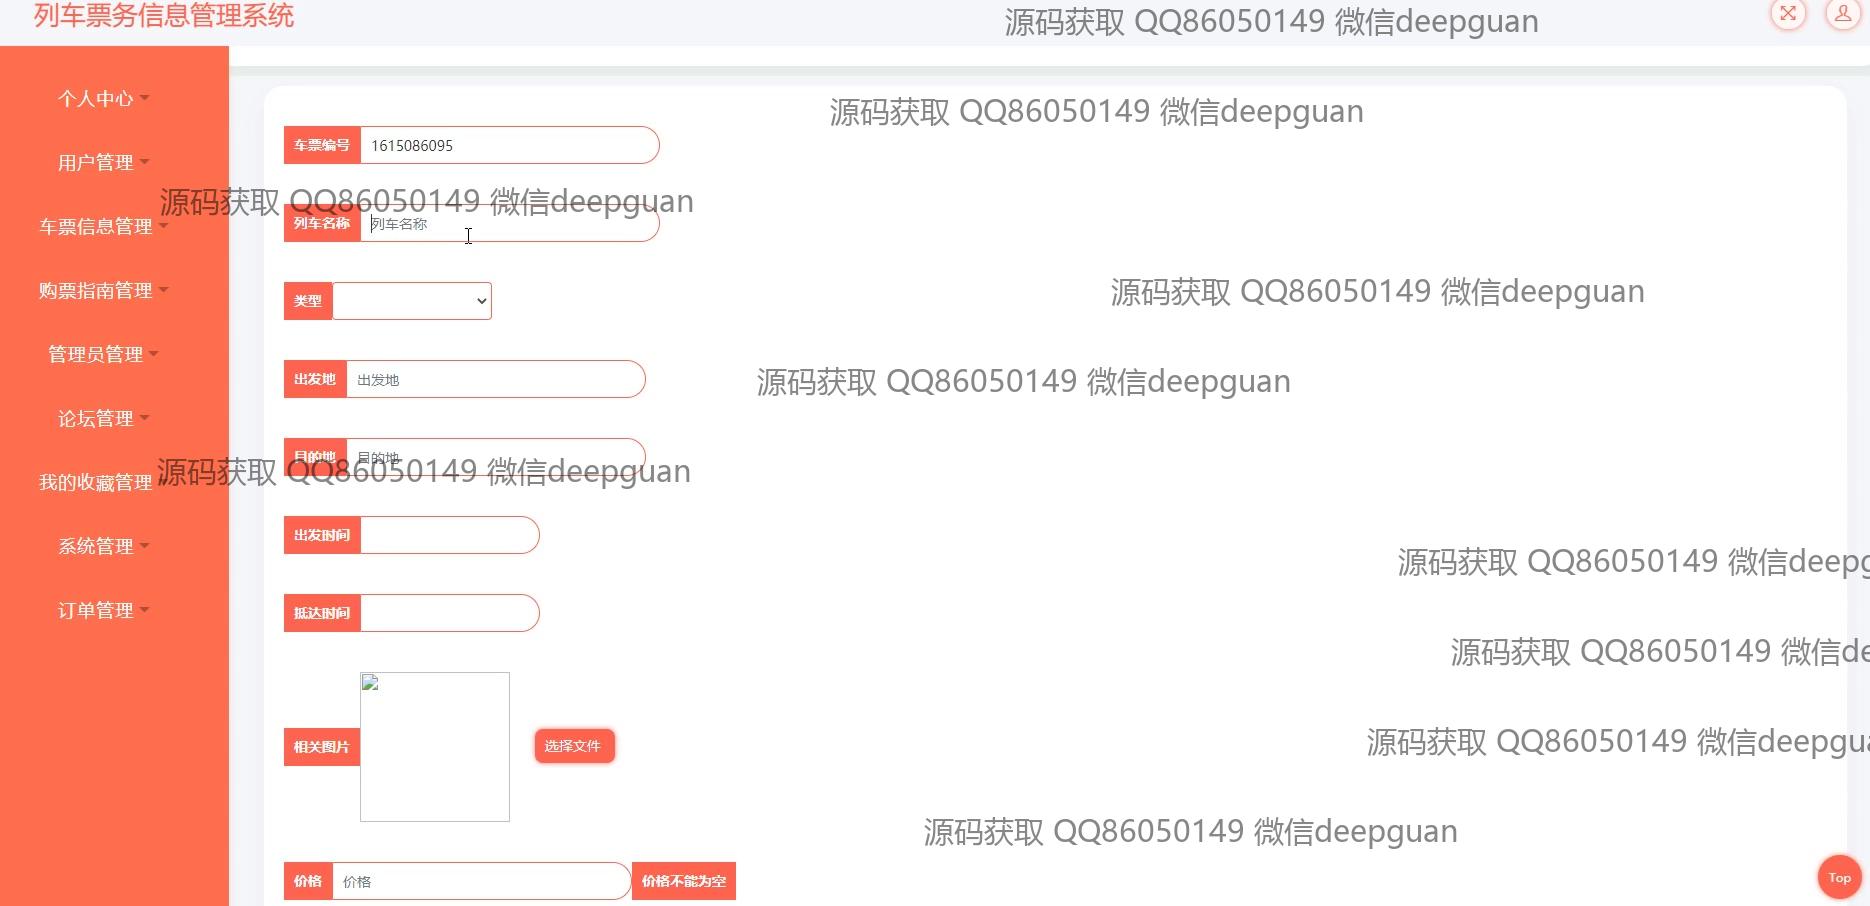 列车票务信息管理系统
源码获取 QQ86050149 微信deepguan
个人中心
源码获取 QQ86050149 微信deepguan
车票编号 1615086095
用户管理
源码获取 QQ86050149 微信deepguan
车票信息管理
列车名称 列车名称
购票指南管理
源码获取 QQ86050149 微信deepguan
类型
管理员管理
出发地 出发地
源码获取 QQ86050149 微信deepguan
论坛管理
目的地 目的地
源码获取 QQ86050149 微信deepguan
我的收藏管理
出发时间
系统管理
源码获取 QQ86050149 微信deepg
订单管理
抵达时间
源码获取 QQ86050149 微信de
相关图片 选择文件
源码获取 QQ86050149 微信deepgua
源码获取 QQ86050149 微信deepguan
价格 价格 价格不能为空
Top